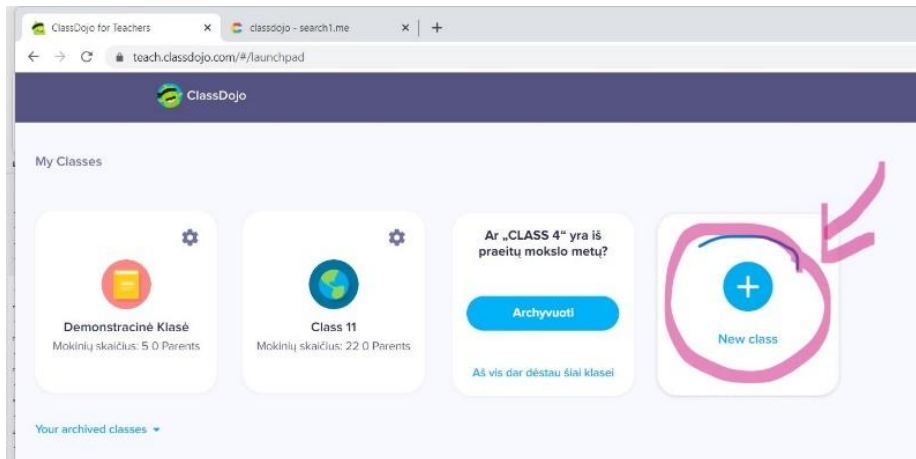 ClassDojo for Teachers
classdojo - search1.me
teach.classdojo.com/#/launchpad
ClassDojo
My Classes
Demonstracinė Klasė
Mokinių skaičius: 5 0 Parents
Class 11
Mokinių skaičius: 22 0 Parents
Ar „CLASS 4“ yra iš
praeitų mokslo metų?
Archyvuoti
Aš vis dar dėstau šiai klasei
New class
Your archived classes